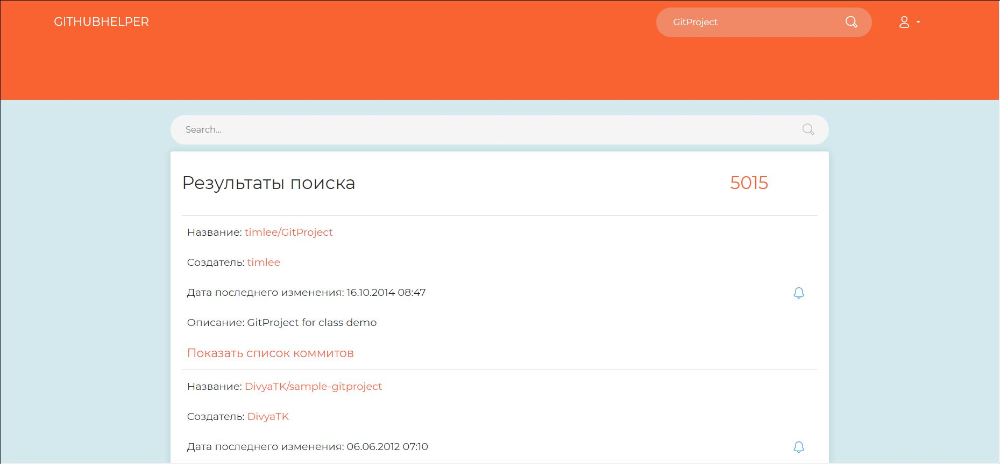 GITHUBHELPER
GitProject
Search...
Результаты поиска 5015
Название: timlee/GitProject
Создатель: timlee
Дата последнего изменения: 16.10.2014 08:47
Описание: GitProject for class demo
Показать список коммитов
Название: DivyaTK/sample-gitproject
Создатель: DivyaTK
Дата последнего изменения: 06.06.2012 07:10